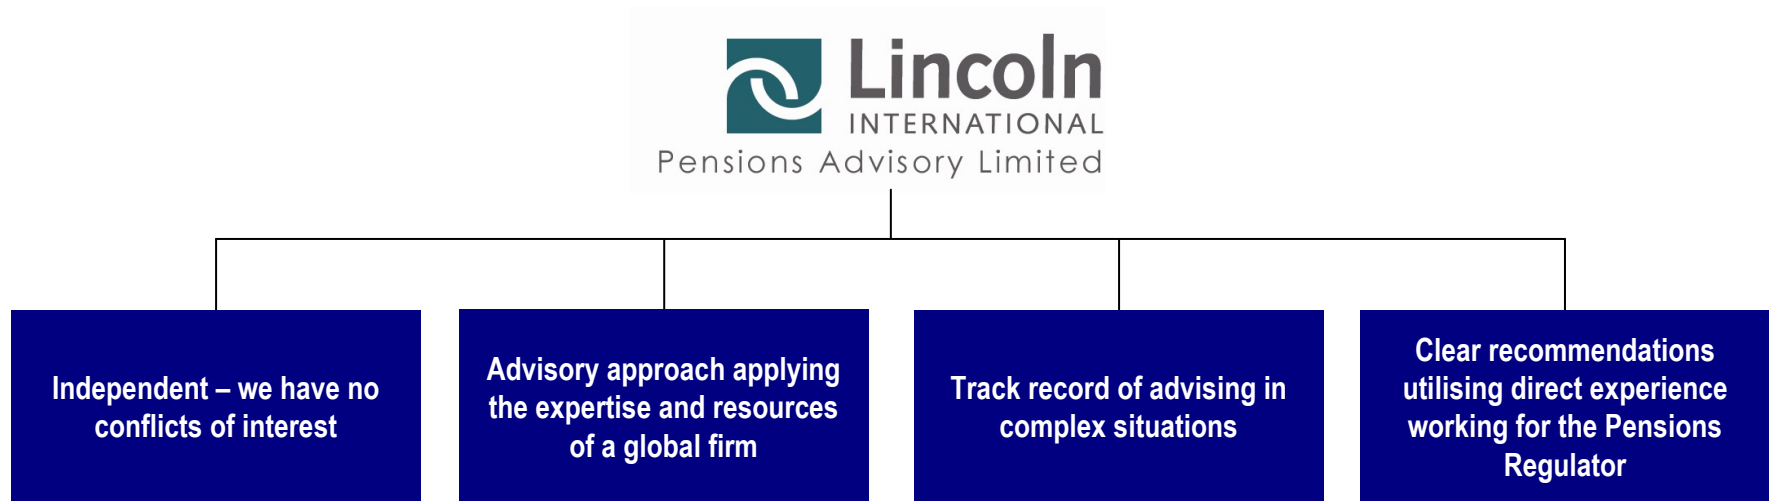 Lincoln
INTERNATIONAL
Pensions Advisory Limited
Independent – we have no
conflicts of interest
Advisory approach applying
the expertise and resources
of a global firm
Track record of advising in
complex situations
Clear recommendations
utilising direct experience
working for the Pensions
Regulator